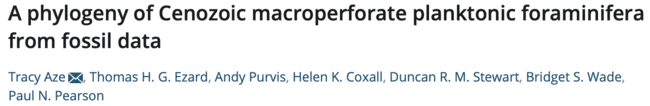 A phylogeny of Cenozoic macroperforate planktonic foraminifera
from fossil data
Tracy Aze, Thomas H. G. Ezard, Andy Purvis, Helen K. Coxall, Duncan R. M. Stewart, Bridget S. Wade,
Paul N. Pearson